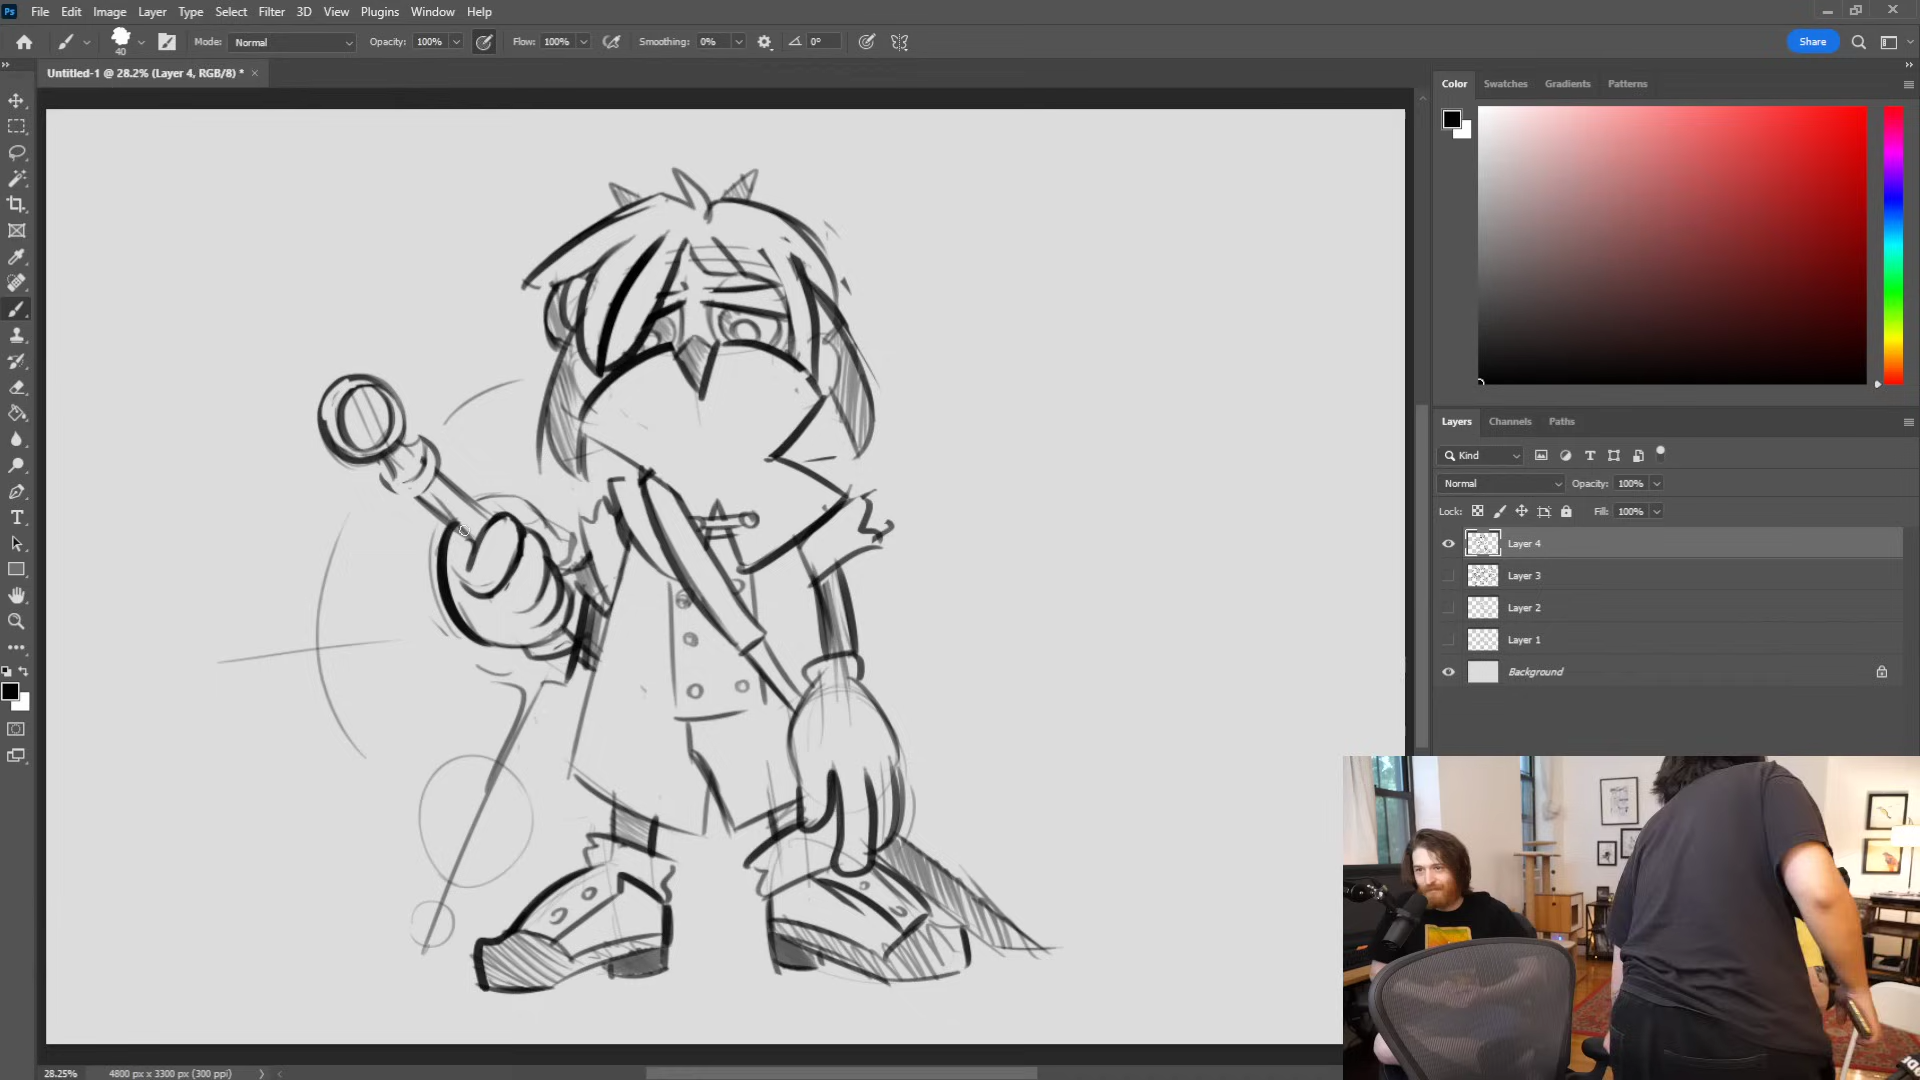 Ps File Edit Image Layer Type Select Filter 3D View Plugins Window Help
40 Mode: Normal Opacity: 100% Flow: 100% Smoothing: 0% 0° Share
Untitled-1 @ 28.2% (Layer 4, RGB/8) *
Color Swatches Gradients Patterns
Layers Channels Paths
Kind
Normal Opacity: 100%
Lock: Fill: 100%
Layer 4
Layer 3
Layer 2
Layer 1
Background
28.25% 4800 px x 3300 px (300 ppi)